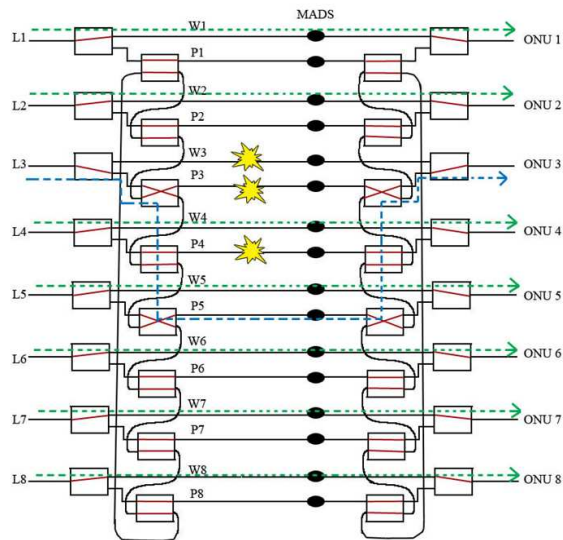 MADS
W1
L1
ONU 1
P1
W2
L2
ONU 2
P2
W3
L3
ONU 3
P3
W4
L4
ONU 4
P4
W5
L5
ONU 5
P5
W6
L6
ONU 6
P6
W7
L7
ONU 7
P7
W8
L8
ONU 8
P8